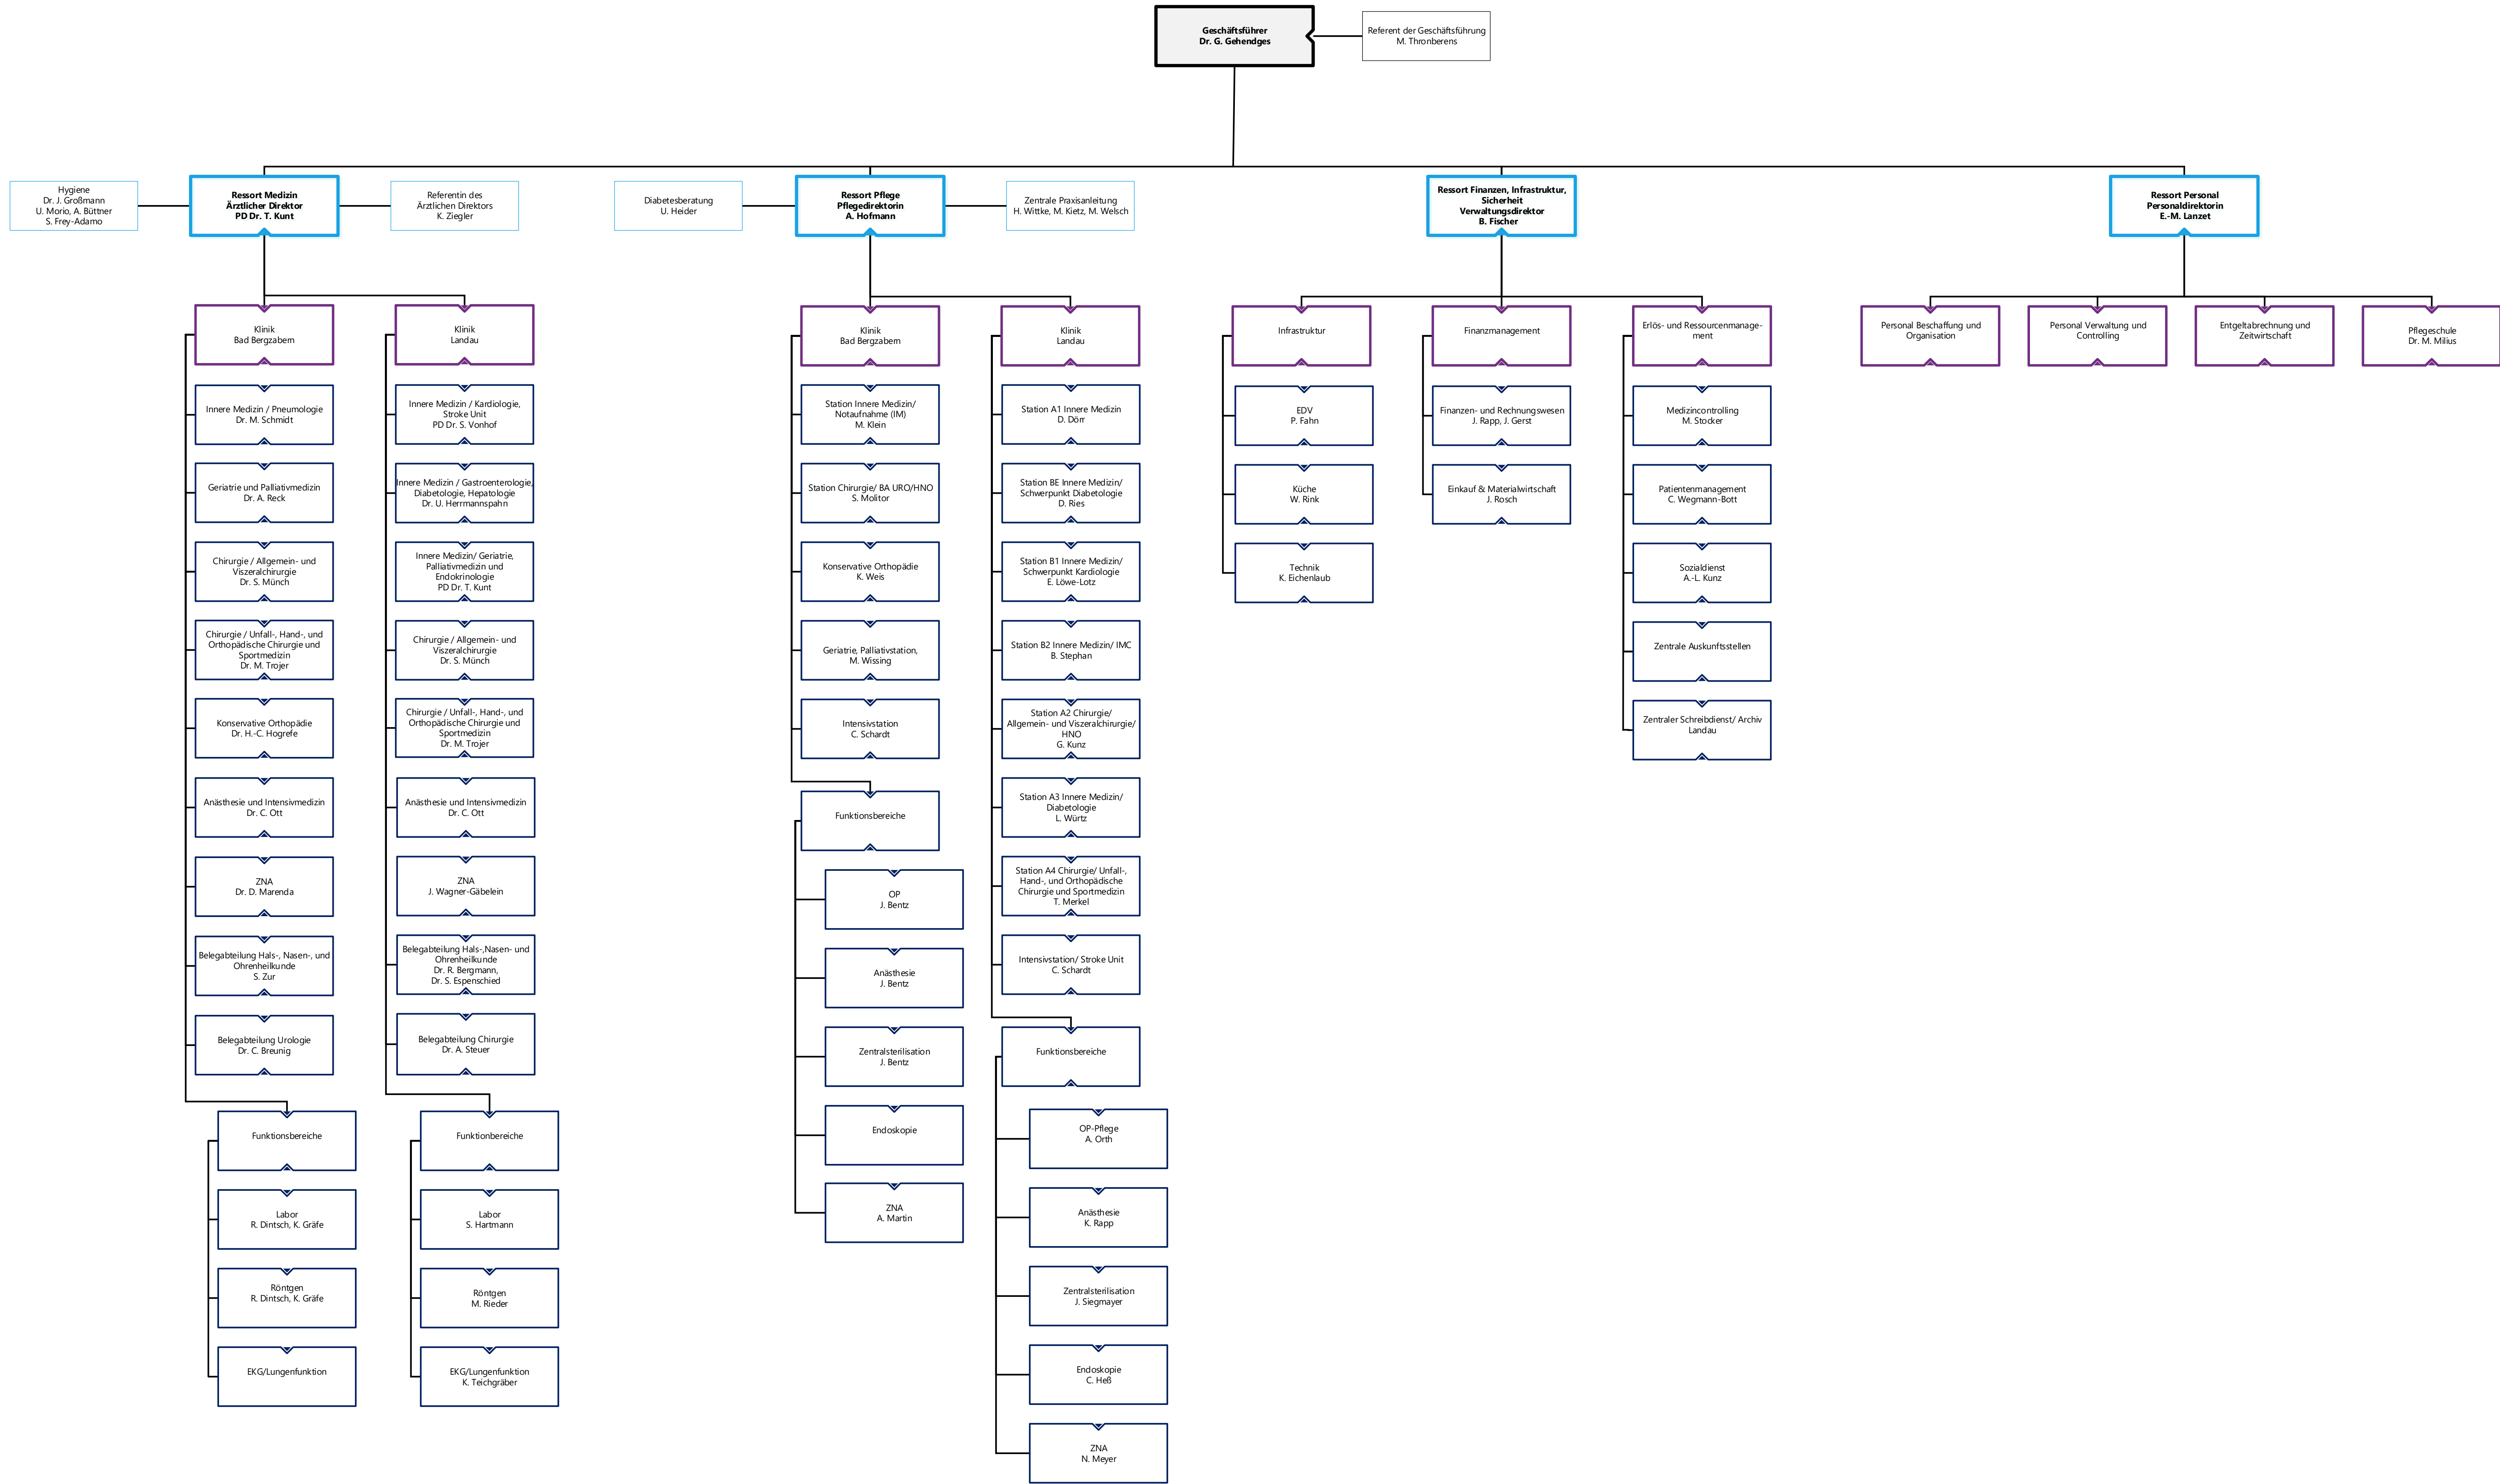 Geschäftsführer
Dr. G. Gehendges
Referent der Geschäftsführung
M. Thronberens
Hygiene
Dr. J. Großmann
U. Morio, A. Büttner
S. Frey-Adamo
Ressort Medizin
Ärztlicher Direktor
PD Dr. T. Kunt
Referentin des
Ärztlichen Direktors
K. Ziegler
Diabetesberatung
U. Heider
Ressort Pflege
Pflegedirektorin
A. Hofmann
Zentrale Praxisanleitung
H. Wittke, M. Kietz, M. Welsch
Ressort Finanzen, Infrastruktur,
Sicherheit
Verwaltungsdirektor
B. Fischer
Ressort Personal
Personaldirektorin
E.-M. Lanzet
Klinik
Bad Bergzabern
Innere Medizin / Pneumologie
Dr. M. Schmidt
Geriatrie und Palliativmedizin
Dr. A. Reck
Chirurgie / Allgemein- und
Viszeralchirurgie
Dr. S. Münch
Chirurgie / Unfall-, Hand-, und
Orthopädische Chirurgie und
Sportmedizin
Dr. M. Trojer
Konservative Orthopädie
Dr. H.-C. Hogrefe
Anästhesie und Intensivmedizin
Dr. C. Ott
ZNA
Dr. D. Marenda
Belegabteilung Hals-, Nasen-, und
Ohrenheilkunde
S. Zur
Belegabteilung Urologie
Dr. C. Breunig
Funktionsbereiche
Labor
R. Dintsch, K. Gräfe
Röntgen
R. Dintsch, K. Gräfe
EKG/Lungenfunktion
Klinik
Landau
Innere Medizin / Kardiologie,
Stroke Unit
PD Dr. S. Vonhof
Innere Medizin / Gastroenterologie,
Diabetologie, Hepatologie
Dr. U. Herrmannspahn
Innere Medizin/ Geriatrie,
Palliativmedizin und
Endokrinologie
PD Dr. T. Kunt
Chirurgie / Allgemein- und
Viszeralchirurgie
Dr. S. Münch
Chirurgie / Unfall-, Hand-, und
Orthopädische Chirurgie und
Sportmedizin
Dr. M. Trojer
Anästhesie und Intensivmedizin
Dr. C. Ott
ZNA
J. Wagner-Gäbelein
Belegabteilung Hals-,Nasen- und
Ohrenheilkunde
Dr. R. Bergmann,
Dr. S. Espenschied
Belegabteilung Chirurgie
Dr. A. Steuer
Funktionbereiche
Labor
S. Hartmann
Röntgen
M. Rieder
EKG/Lungenfunktion
K. Teichgräber
Klinik
Bad Bergzabern
Station Innere Medizin/
Notaufnahme (IM)
M. Klein
Station Chirurgie/ BA URO/HNO
S. Molitor
Konservative Orthopädie
K. Weis
Geriatrie, Palliativstation,
M. Wissing
Intensivstation
C. Schardt
Funktionsbereiche
OP
J. Bentz
Anästhesie
J. Bentz
Zentralsterilisation
J. Bentz
Endoskopie
ZNA
A. Martin
Klinik
Landau
Station A1 Innere Medizin
D. Dörr
Station BE Innere Medizin/
Schwerpunkt Diabetologie
D. Ries
Station B1 Innere Medizin/
Schwerpunkt Kardiologie
E. Löwe-Lotz
Station B2 Innere Medizin/ IMC
B. Stephan
Station A2 Chirurgie/
Allgemein- und Viszeralchirurgie/
HNO
G. Kunz
Station A3 Innere Medizin/
Diabetologie
L. Würtz
Station A4 Chirurgie/ Unfall-,
Hand-, und Orthopädische
Chirurgie und Sportmedizin
T. Merkel
Intensivstation/ Stroke Unit
C. Schardt
Funktionsbereiche
OP-Pflege
A. Orth
Anästhesie
K. Rapp
Zentralsterilisation
J. Siegmayer
Endoskopie
C. Heß
ZNA
N. Meyer
Infrastruktur
EDV
P. Fahn
Küche
W. Rink
Technik
K. Eichenlaub
Finanzmanagement
Finanzen- und Rechnungswesen
J. Rapp, J. Gerst
Einkauf & Materialwirtschaft
J. Rosch
Erlös- und Ressourcenmanage-
ment
Medizincontrolling
M. Stocker
Patientenmanagement
C. Wegmann-Bott
Sozialdienst
A.-L. Kunz
Zentrale Auskunftsstellen
Zentraler Schreibdienst/ Archiv
Landau
Personal Beschaffung und
Organisation
Personal Verwaltung und
Controlling
Entgeltabrechnung und
Zeitwirtschaft
Pflegeschule
Dr. M. Milius